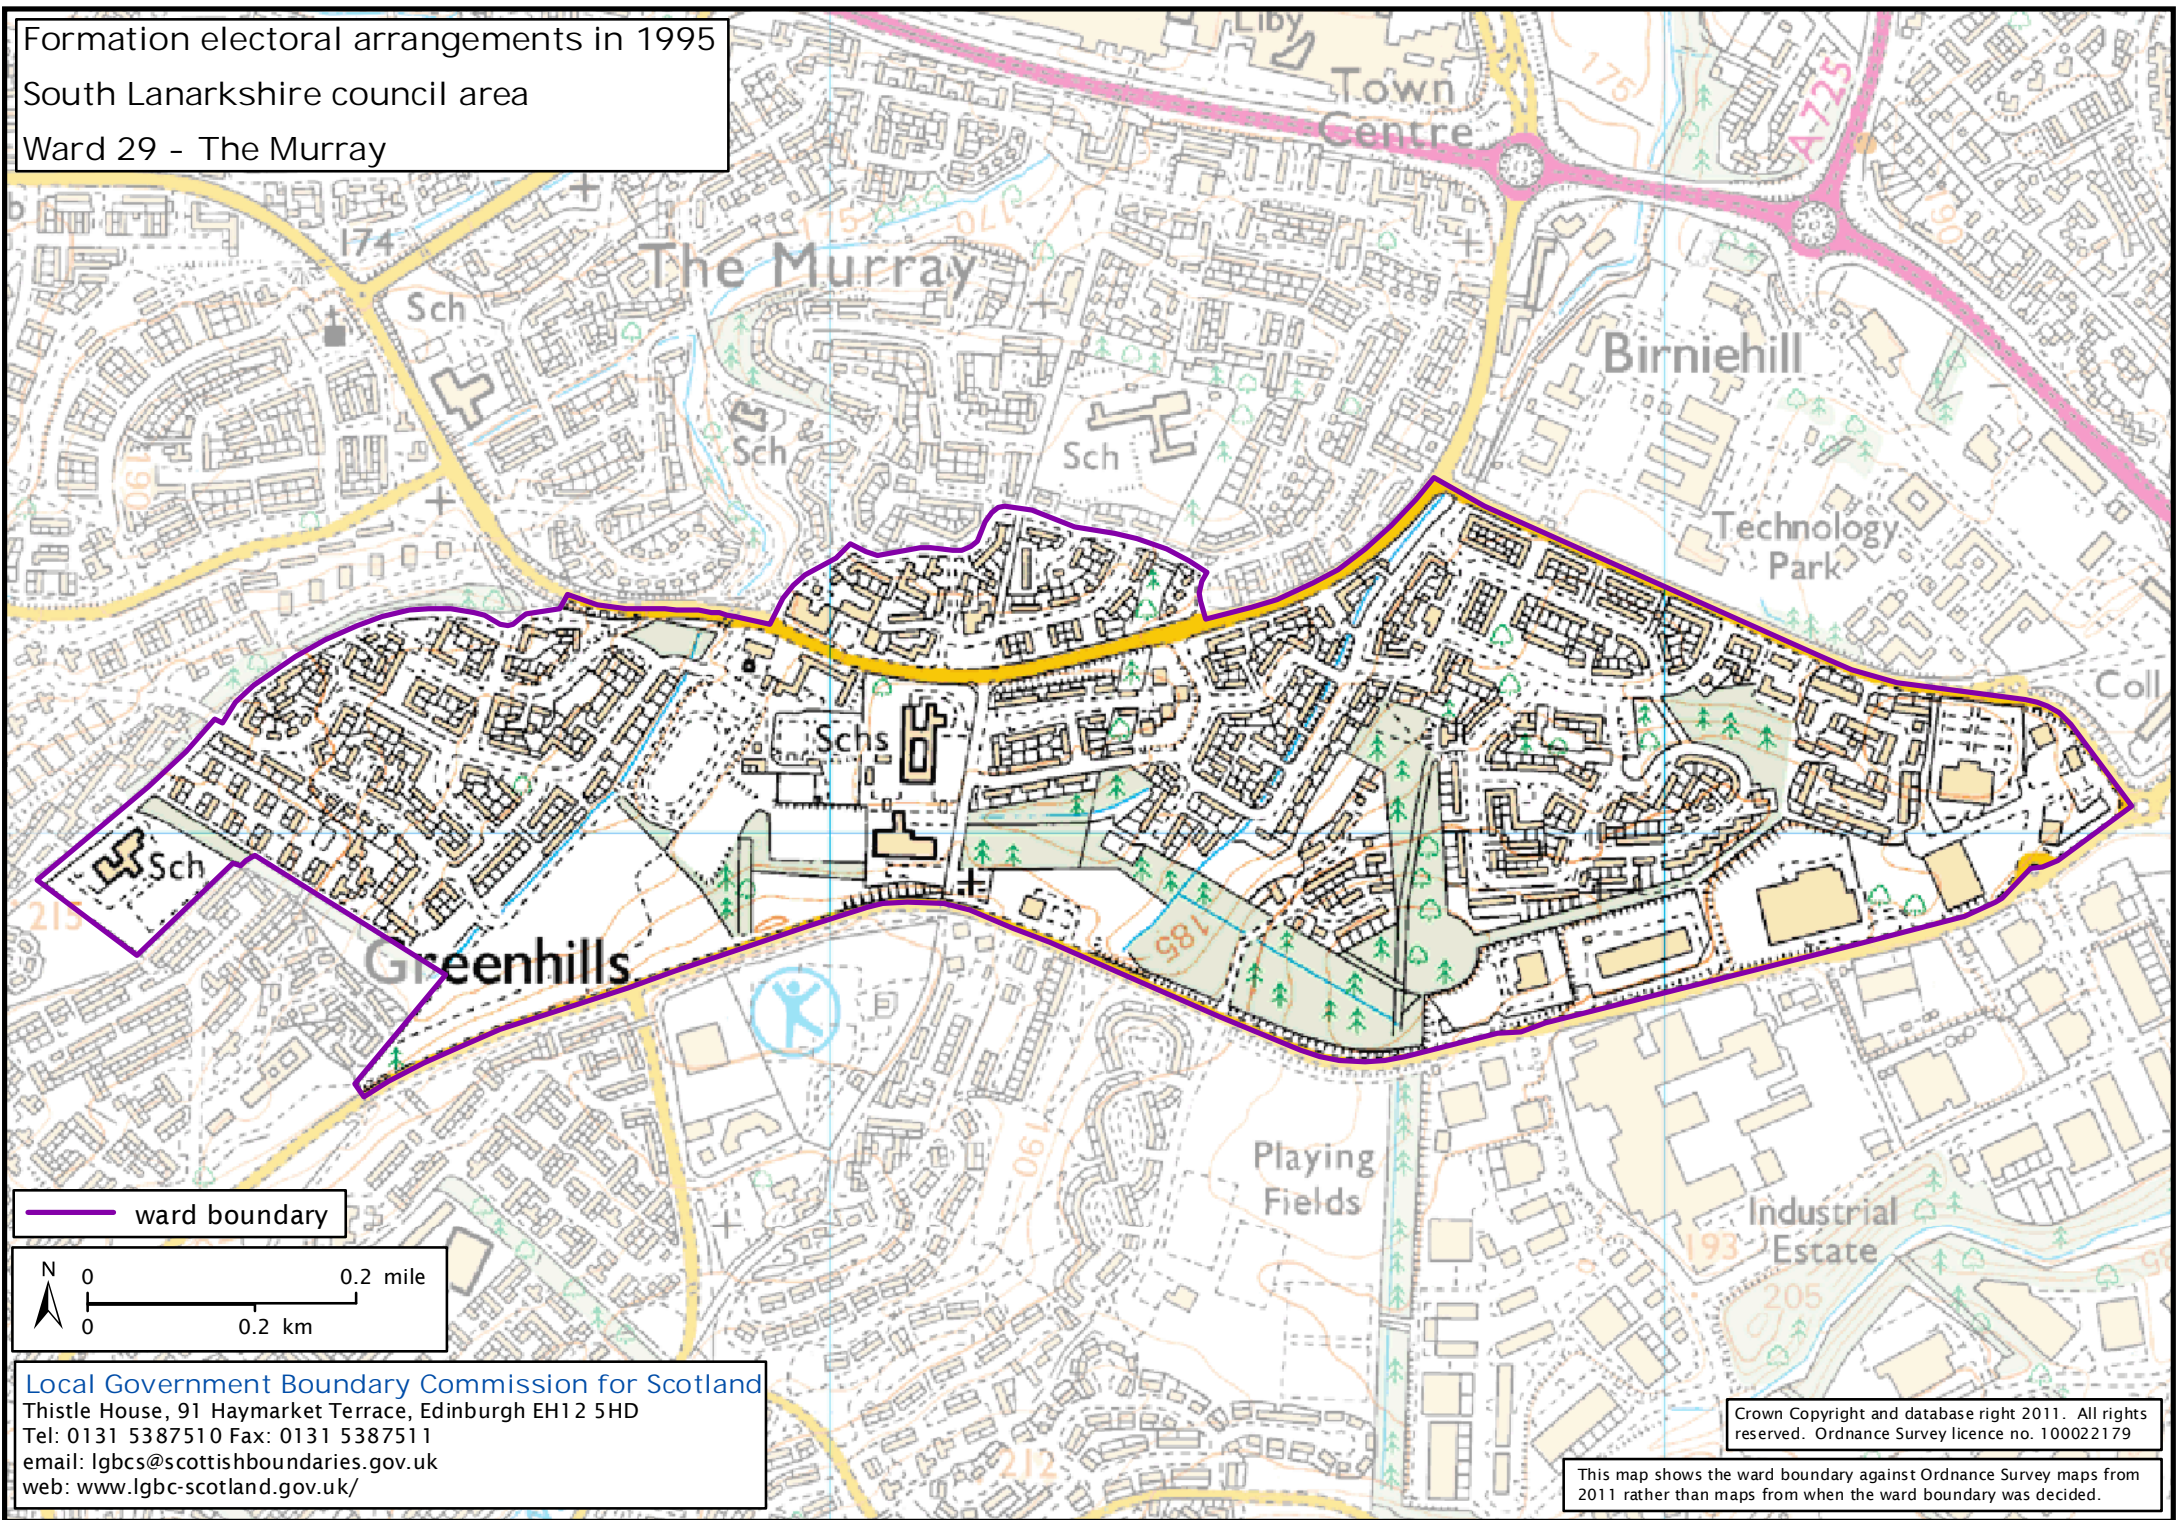 Formation electoral arrangements in 1995
South Lanarkshire council area
Ward 29 - The Murray
Liby
Town
Centre
175
A 725
190
174
175
170
The Murray
Sch
Birniehill
Sch
Sch
190
Technology
Park
Coll
Schs
Sch
215
185
Greenhills
190
Playing
Fields
Industrial
Estate
193
205
212
ward boundary
N
0 0.2 mile
0 0.2 km
Local Government Boundary Commission for Scotland
Thistle House, 91 Haymarket Terrace, Edinburgh EH12 5HD
Tel: 0131 5387510 Fax: 0131 5387511
email: lgbcs@scottishboundaries.gov.uk
web: www.lgbc-scotland.gov.uk/
Crown Copyright and database right 2011. All rights
reserved. Ordnance Survey licence no. 100022179
This map shows the ward boundary against Ordnance Survey maps from
2011 rather than maps from when the ward boundary was decided.